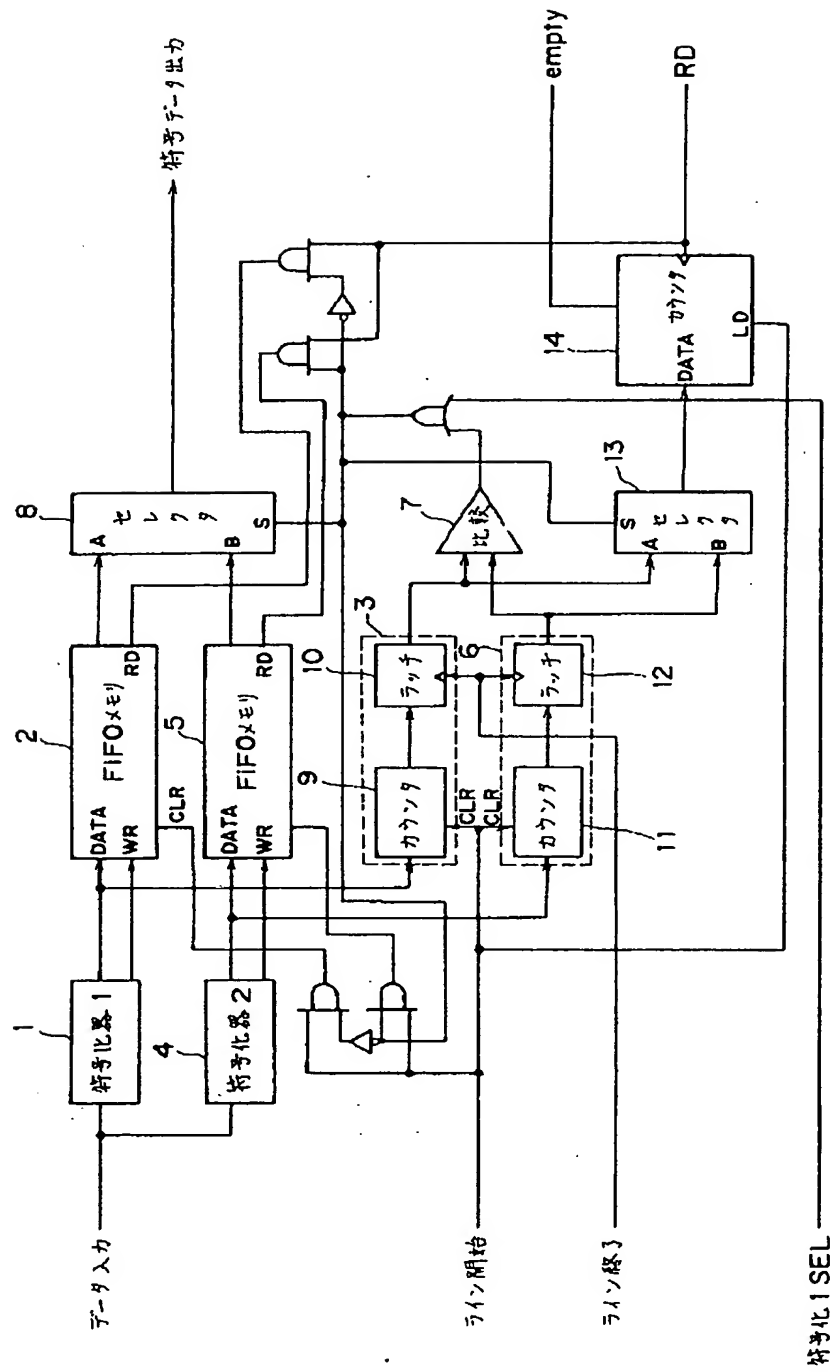 データ入力
1
符号化器1
4
符号化器2
2
DATA
FIFOメモリ
WR
RD
CLR
5
DATA
FIFOメモリ
WR
RD
8
A
セレクタ
B
S
符号データ出力
3
9
カウンタ
10
ラッチ
CLR
CLR
6
カウンタ
11
ラッチ
12
7
比較
13
S
A
セレクタ
B
14
DATA
カウンタ
LD
empty
RD
ライン開始
ライン終了
符号化1SEL